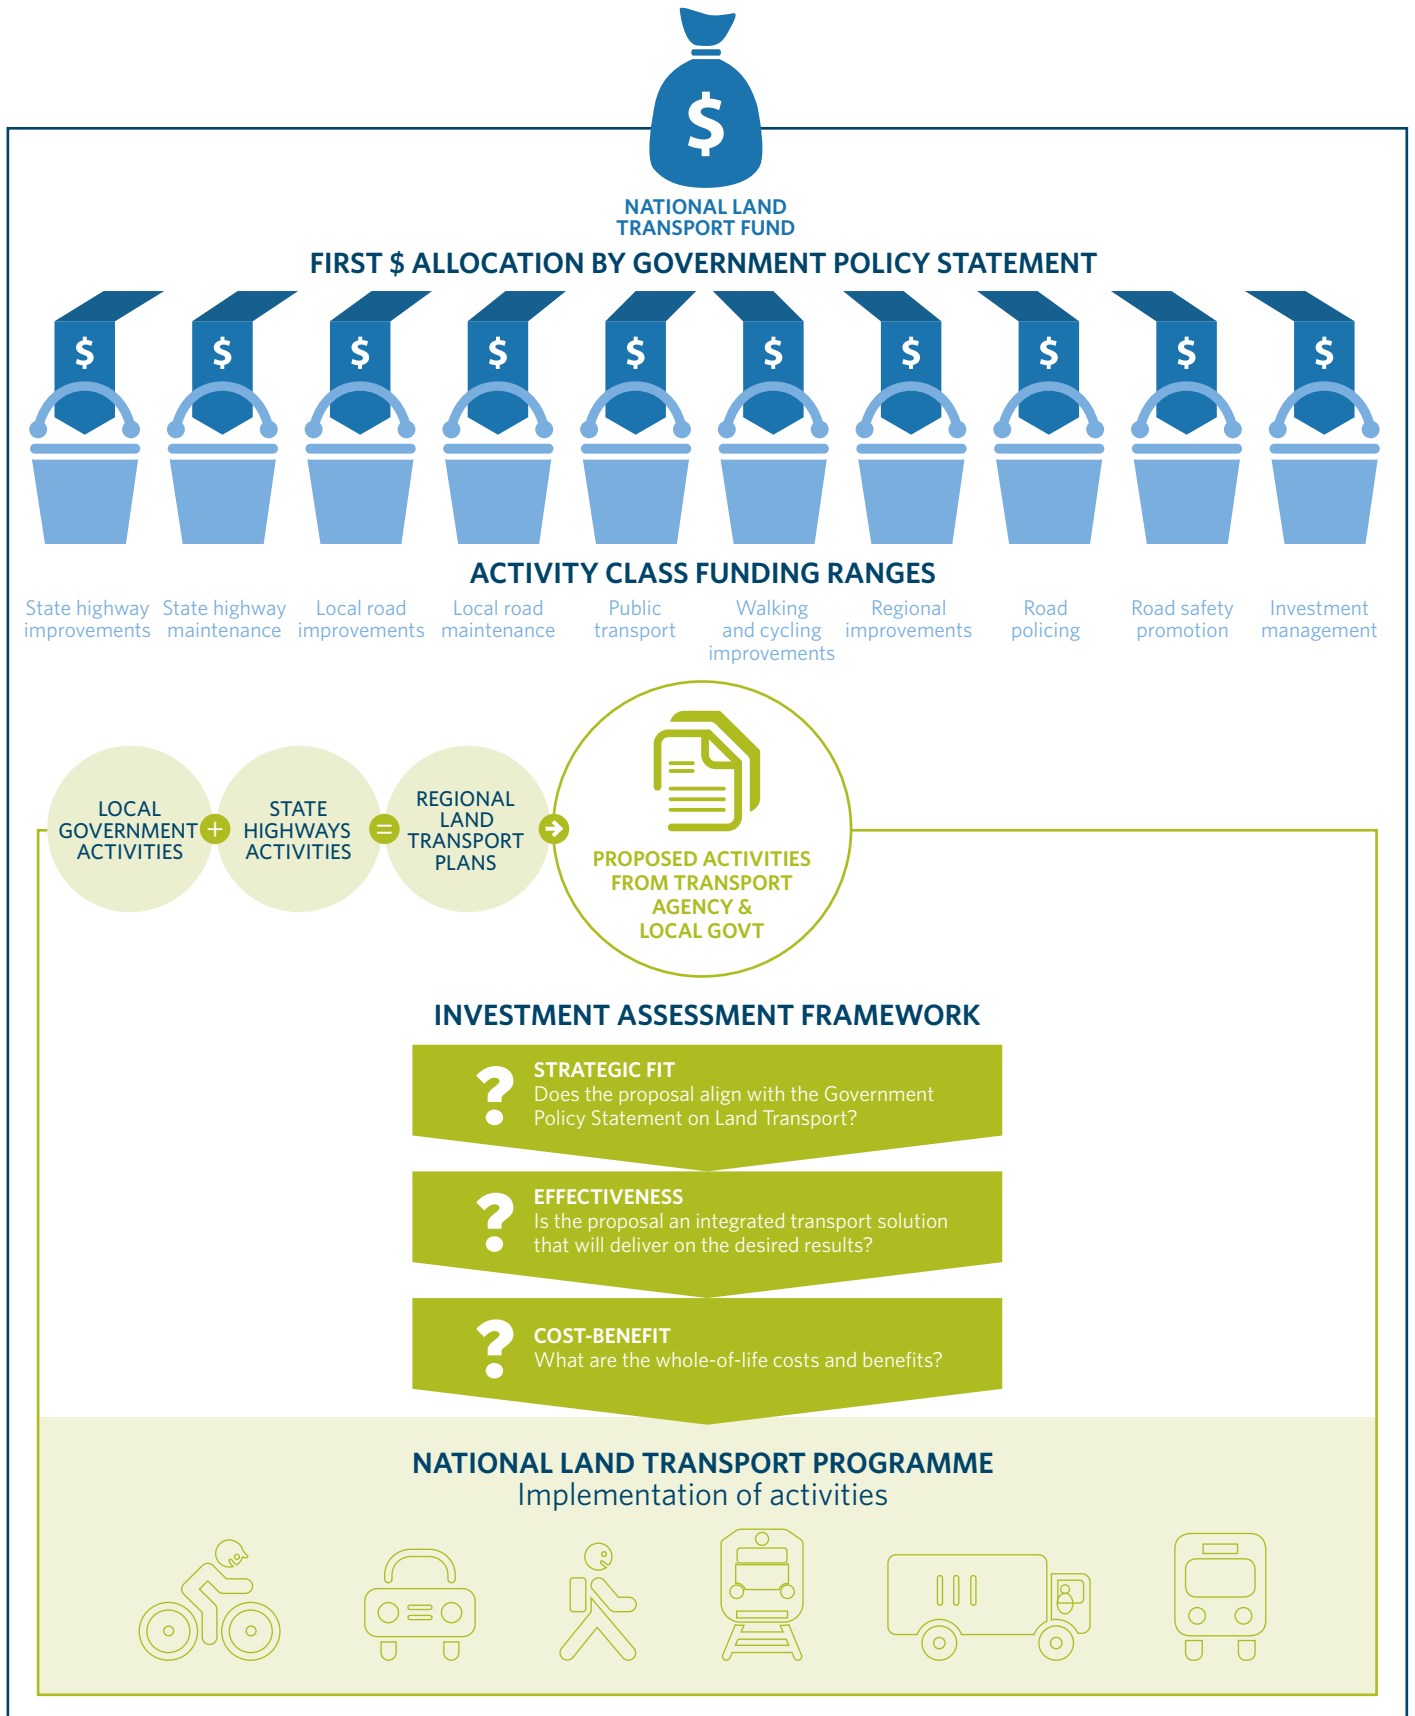 $
NATIONAL LAND
TRANSPORT FUND
FIRST $ ALLOCATION BY GOVERNMENT POLICY STATEMENT
$ $ $ $ $ $ $ $ $ $
ACTIVITY CLASS FUNDING RANGES
State highway
improvements
State highway
maintenance
Local road
improvements
Local road
maintenance
Public
transport
Walking
and cycling
improvements
Regional
improvements
Road
policing
Road safety
promotion
Investment
management
LOCAL
GOVERNMENT
ACTIVITIES
+
STATE
HIGHWAYS
ACTIVITIES
=
REGIONAL
LAND
TRANSPORT
PLANS
PROPOSED ACTIVITIES
FROM TRANSPORT
AGENCY &
LOCAL GOVT
INVESTMENT ASSESSMENT FRAMEWORK
?
STRATEGIC FIT
Does the proposal align with the Government
Policy Statement on Land Transport?
?
EFFECTIVENESS
Is the proposal an integrated transport solution
that will deliver on the desired results?
?
COST-BENEFIT
What are the whole-of-life costs and benefits?
NATIONAL LAND TRANSPORT PROGRAMME
Implementation of activities